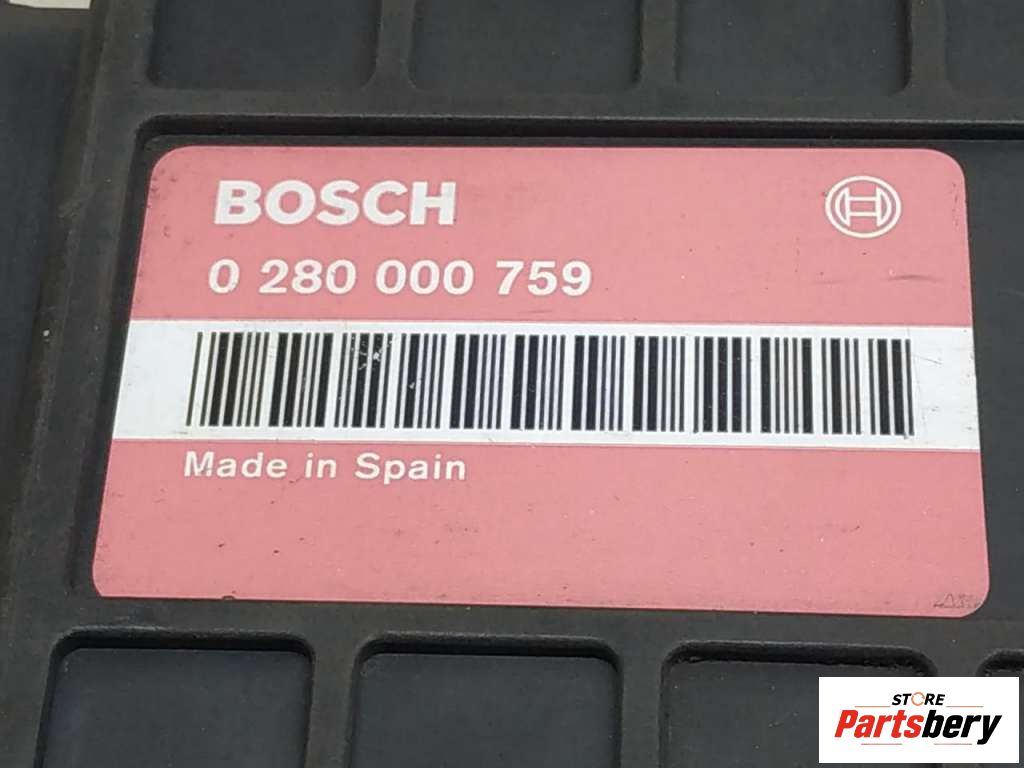 BOSCH
0 280 000 759
Made in Spain
STORE
Partsbery